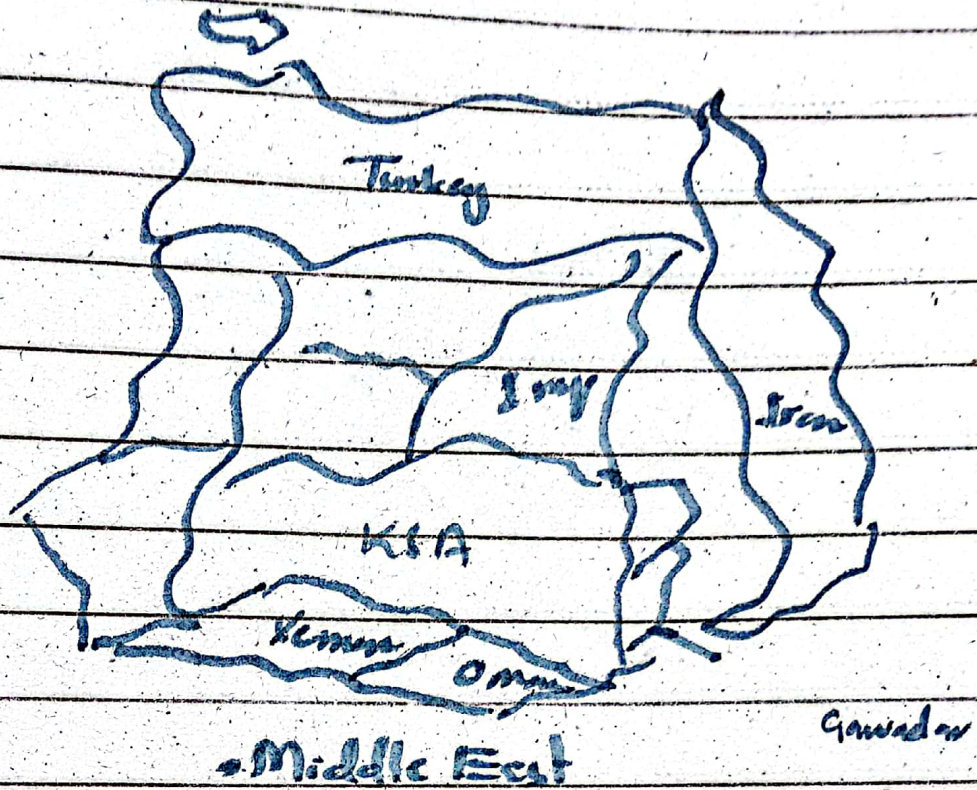 Turkey
Iraq
Iran
KSA
Yemen
Oman
Gawadar
Middle East